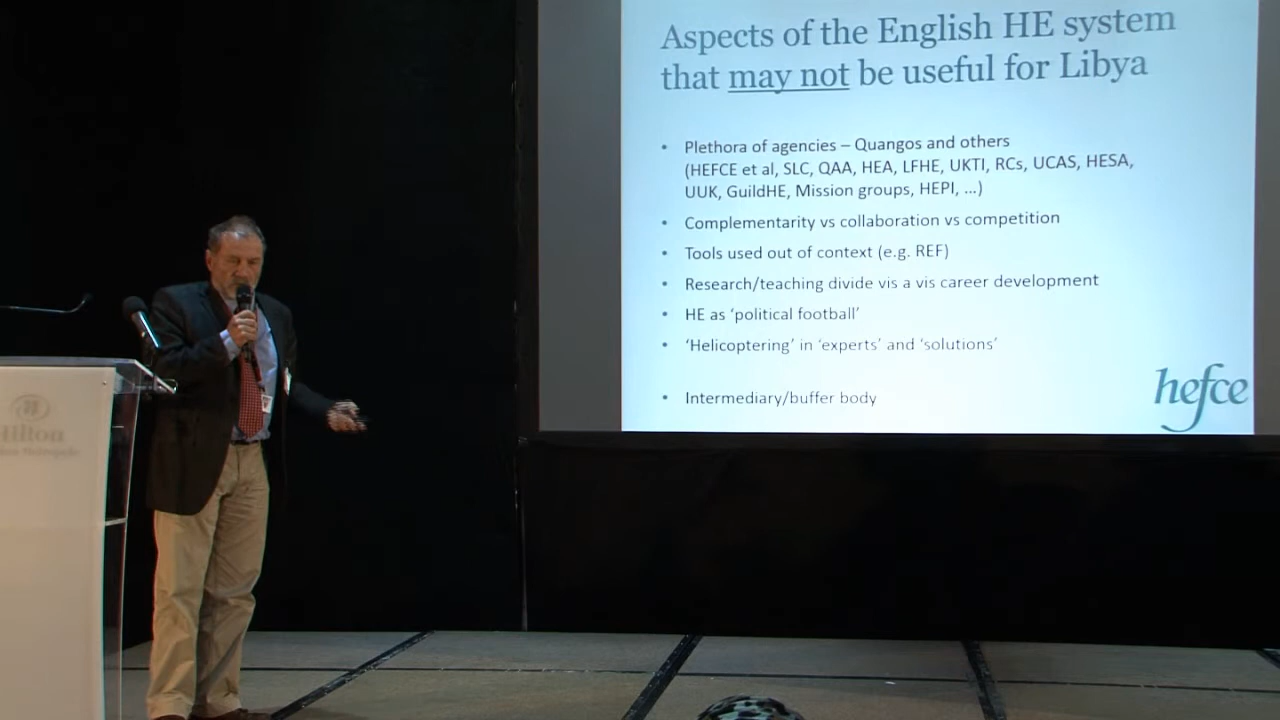 Aspects of the English HE system
that may not be useful for Libya
• Plethora of agencies – Quangos and others
(HEFCE et al, SLC, QAA, HEA, LFHE, UKTI, RCs, UCAS, HESA,
UUK, GuildHE, Mission groups, HEPI, …)
• Complementarity vs collaboration vs competition
• Tools used out of context (e.g. REF)
• Research/teaching divide vis a vis career development
• HE as ‘political football’
• ‘Helicoptering’ in ‘experts’ and ‘solutions’
• Intermediary/buffer body
hefce
Hilton